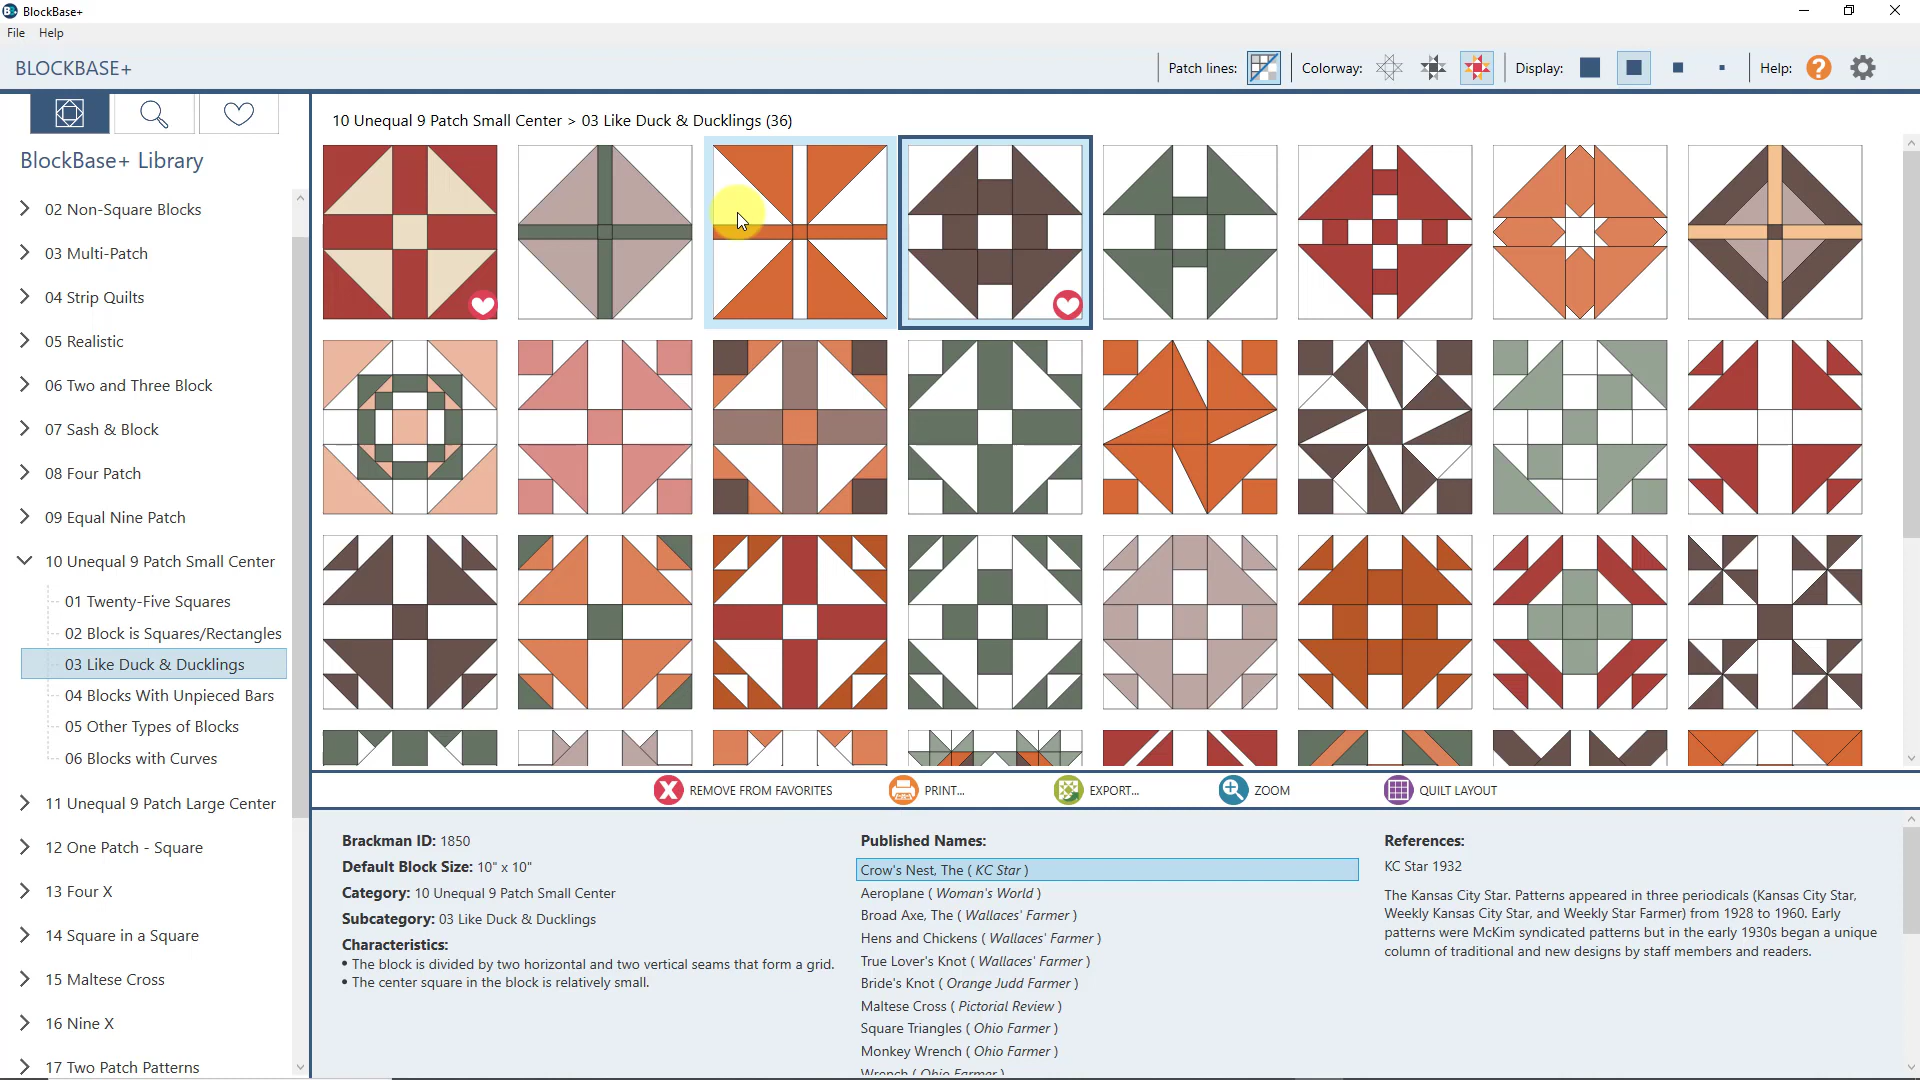 BlockBase+
File Help
BLOCKBASE+
Patch lines: Colorway: Display: Help:
10 Unequal 9 Patch Small Center > 03 Like Duck & Ducklings (36)
BlockBase+ Library
02 Non-Square Blocks
03 Multi-Patch
04 Strip Quilts
05 Realistic
06 Two and Three Block
07 Sash & Block
08 Four Patch
09 Equal Nine Patch
10 Unequal 9 Patch Small Center
01 Twenty-Five Squares
02 Block is Squares/Rectangles
03 Like Duck & Ducklings
04 Blocks With Unpieced Bars
05 Other Types of Blocks
06 Blocks with Curves
11 Unequal 9 Patch Large Center
12 One Patch - Square
13 Four X
14 Square in a Square
15 Maltese Cross
16 Nine X
17 Two Patch Patterns
REMOVE FROM FAVORITES PRINT... EXPORT... ZOOM QUILT LAYOUT
Brackman ID: 1850
Default Block Size: 10" x 10"
Category: 10 Unequal 9 Patch Small Center
Subcategory: 03 Like Duck & Ducklings
Characteristics:
• The block is divided by two horizontal and two vertical seams that form a grid.
• The center square in the block is relatively small.
Published Names:
Crow's Nest, The ( KC Star )
Aeroplane ( Woman's World )
Broad Axe, The ( Wallaces' Farmer )
Hens and Chickens ( Wallaces' Farmer )
True Lover's Knot ( Wallaces' Farmer )
Bride's Knot ( Orange Judd Farmer )
Maltese Cross ( Pictorial Review )
Square Triangles ( Ohio Farmer )
Monkey Wrench ( Ohio Farmer )
Wrench ( Ohio Farmer )
References:
KC Star 1932
The Kansas City Star. Patterns appeared in three periodicals (Kansas City Star,
Weekly Kansas City Star, and Weekly Star Farmer) from 1928 to 1960. Early
patterns were McKim syndicated patterns but in the early 1930s began a unique
column of traditional and new designs by staff members and readers.